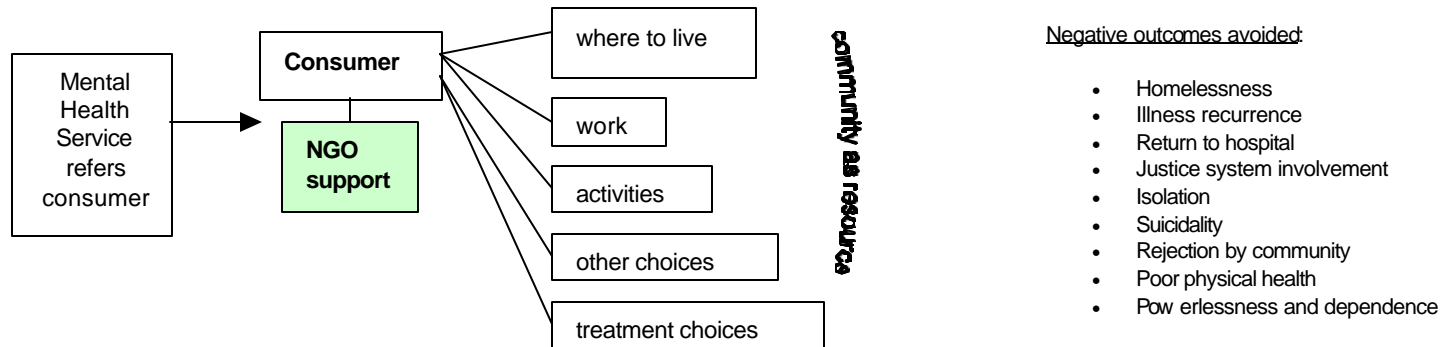 Mental
Health
Service
refers
consumer
Consumer
NGO
support
where to live
work
activities
other choices
treatment choices
community as resource
Negative outcomes avoided:
• Homelessness
• Illness recurrence
• Return to hospital
• Justice system involvement
• Isolation
• Suicidality
• Rejection by community
• Poor physical health
• Pow erlessness and dependence